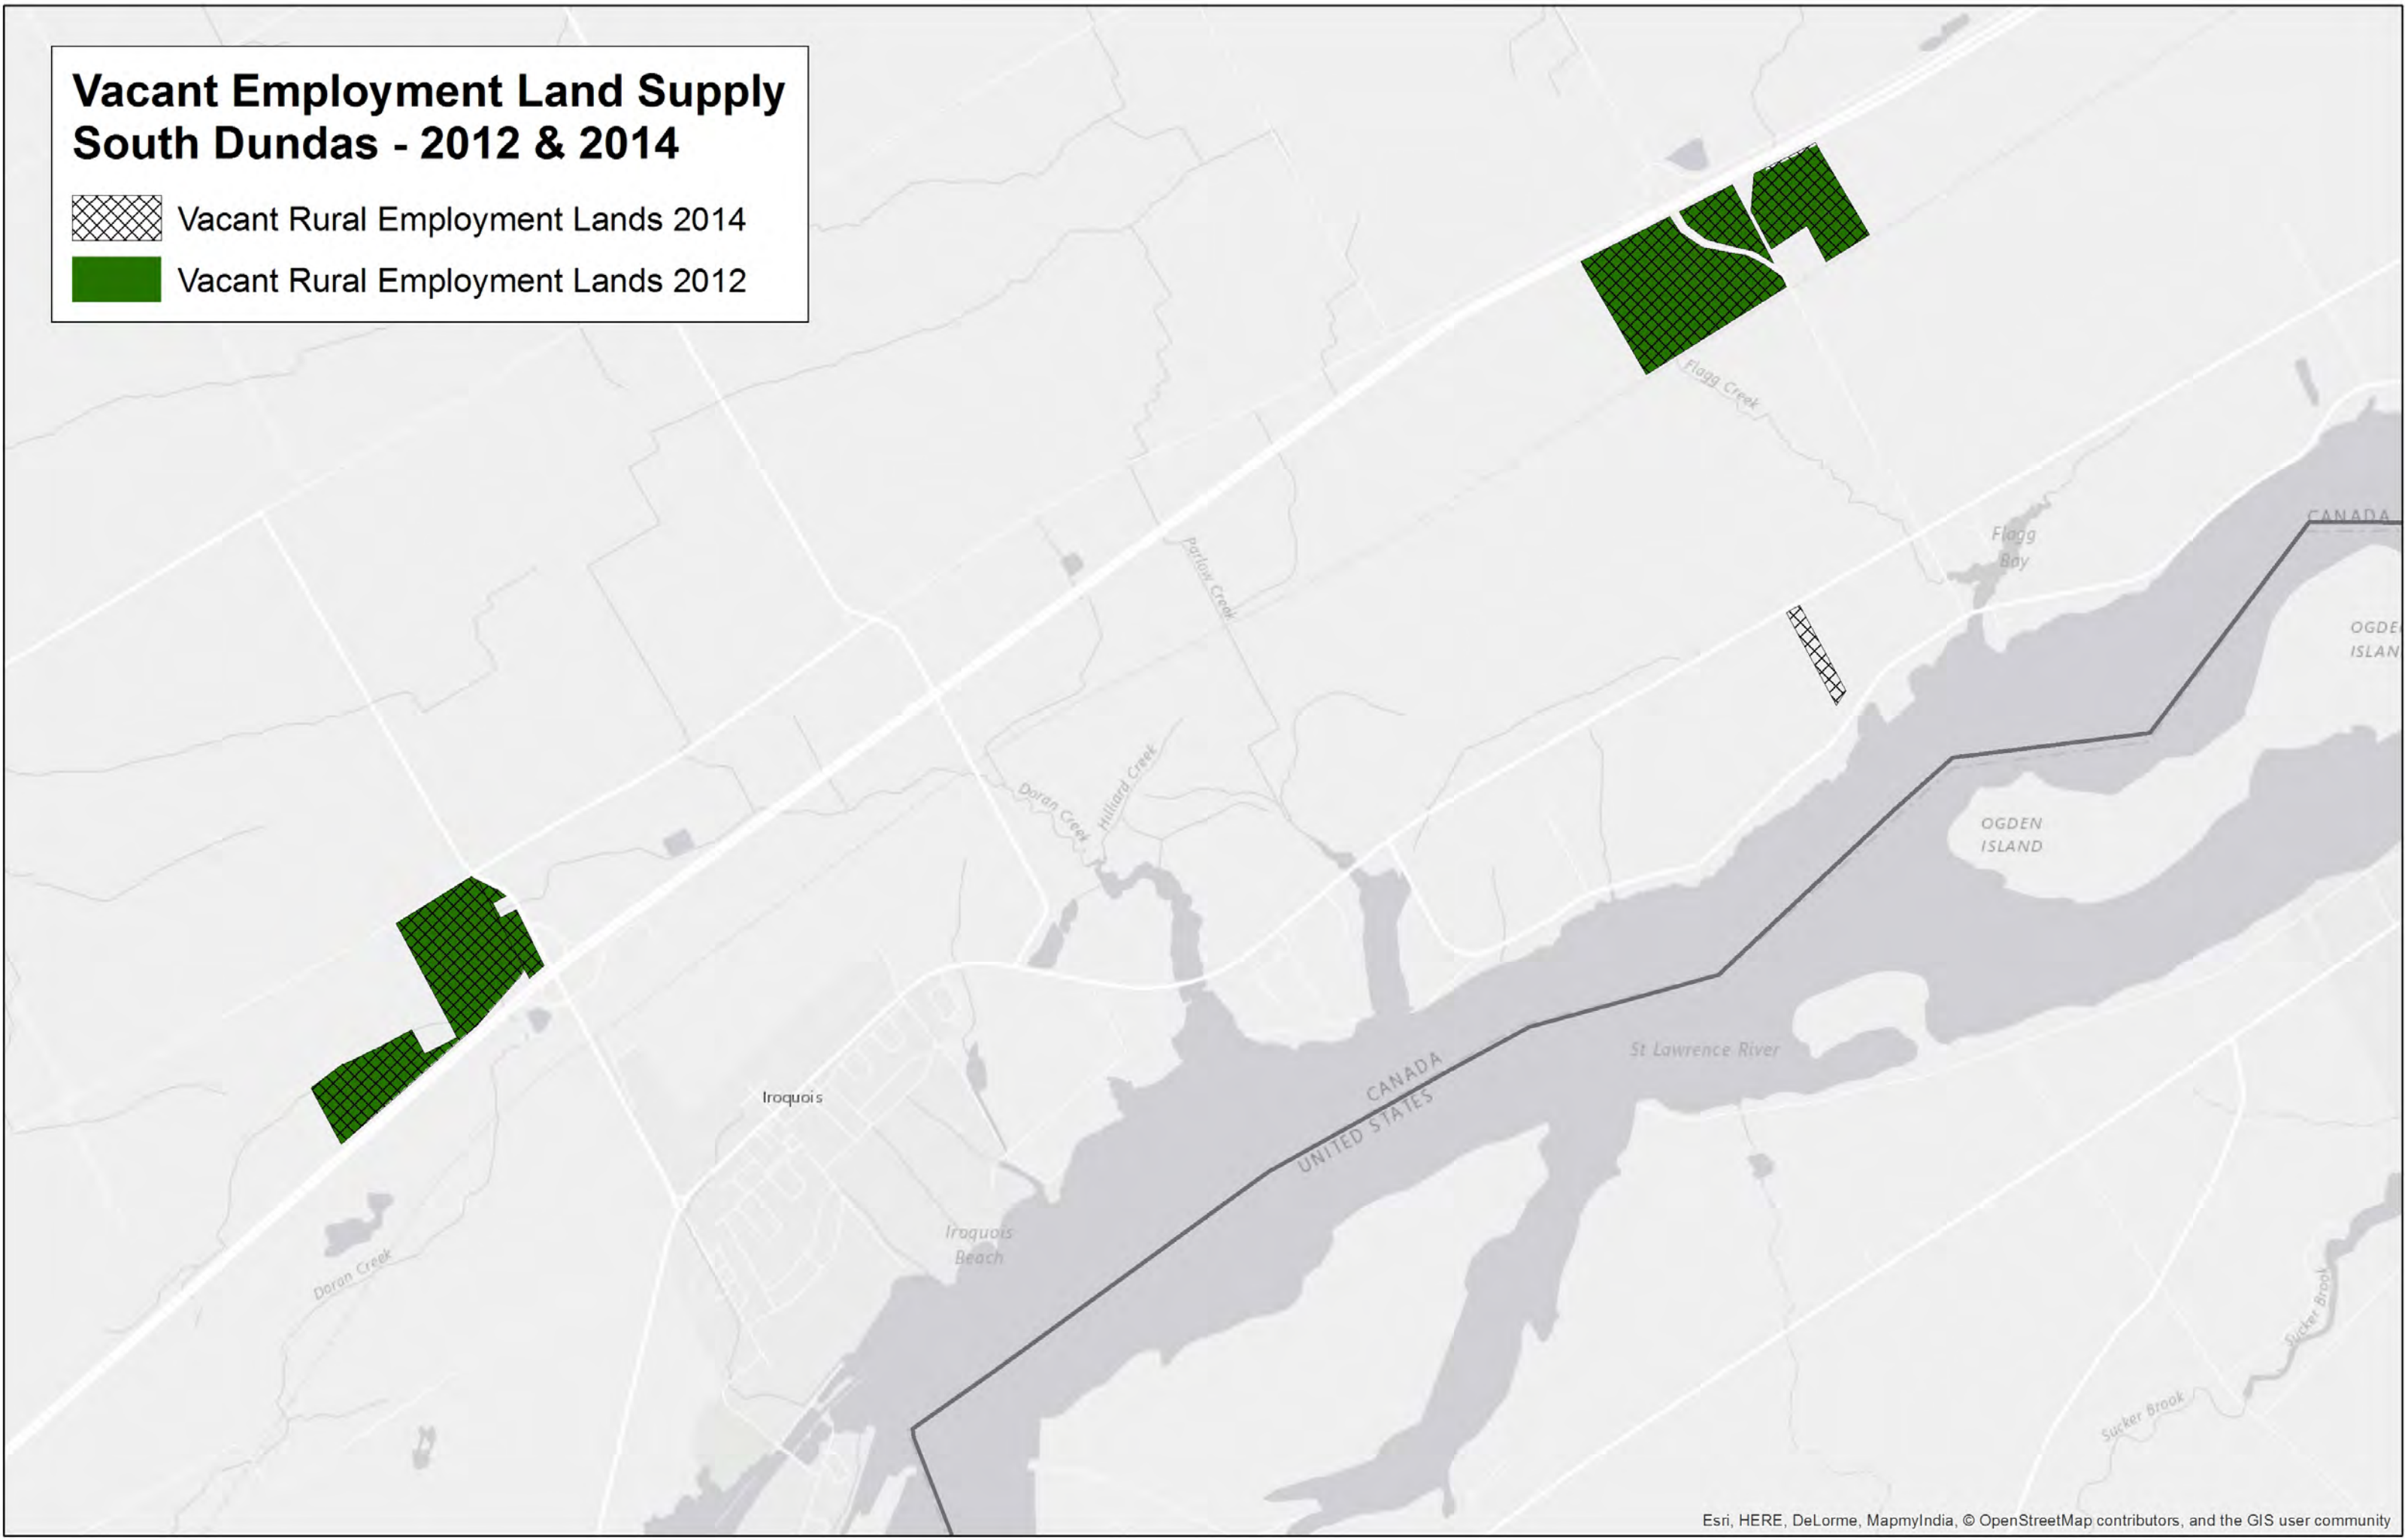 Vacant Employment Land Supply
South Dundas - 2012 & 2014
Vacant Rural Employment Lands 2014
Vacant Rural Employment Lands 2012
Flagg Creek
CANADA
Flagg
Bay
Parlow Creek
OGDE
ISLAN
Doran Creek
Hilliard Creek
OGDEN
ISLAND
St Lawrence River
CANADA
UNITED STATES
Iroquois
Iroquois
Beach
Doran Creek
Sucker Brook
Sucker Brook
Esri, HERE, DeLorme, MapmyIndia, © OpenStreetMap contributors, and the GIS user community